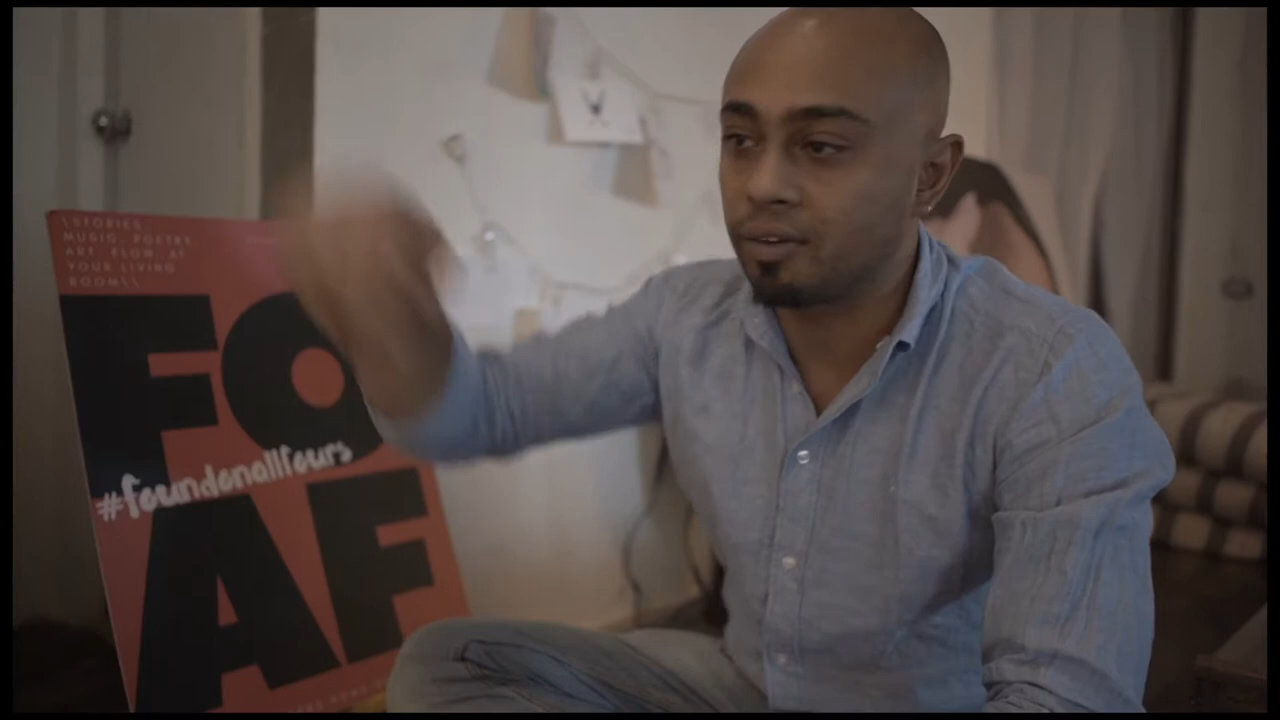 \\STORIES
MUSIC. POETRY
ART. FLOW. AT
YOUR LIVING
ROOM\\
FO
#foundonallfours
AF